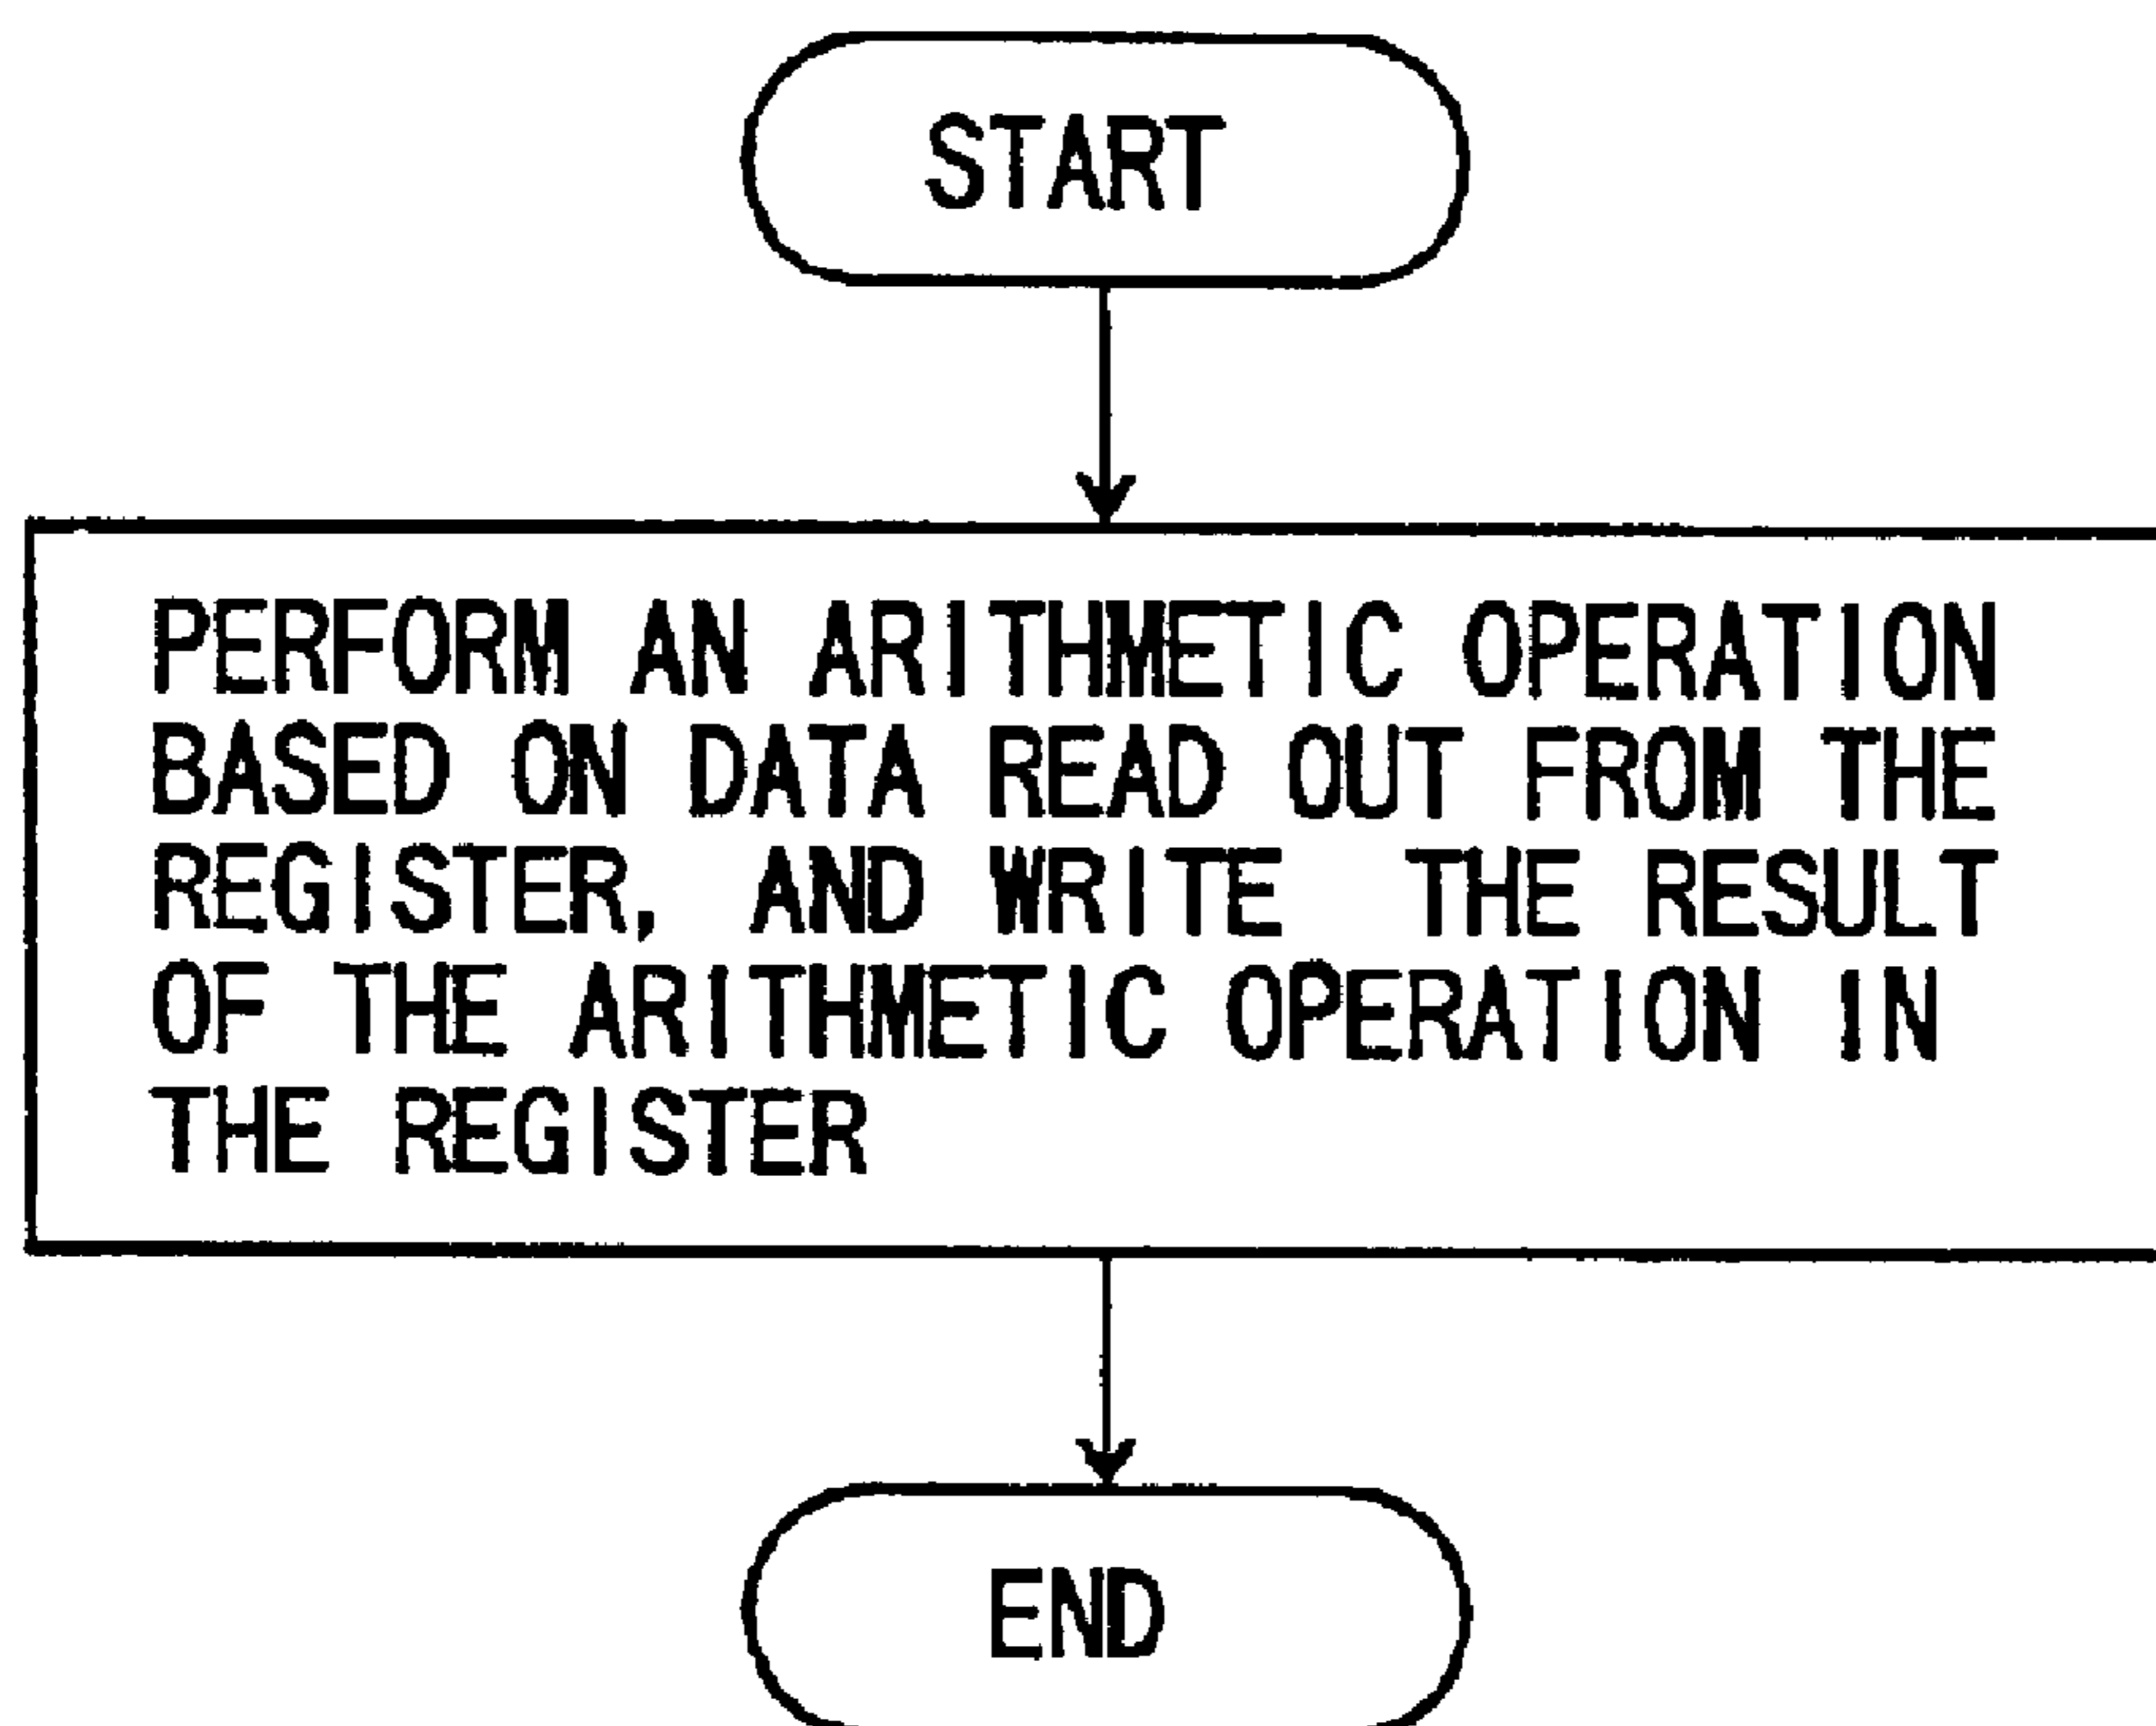 START
PERFORM AN ARITHMETIC OPERATION
BASED ON DATA READ OUT FROM THE
REGISTER, AND WRITE THE RESULT
OF THE ARITHMETIC OPERATION IN
THE REGISTER
END